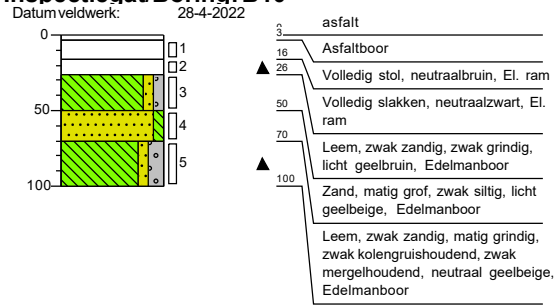 Datum veldwerk: 28-4-2022
0
50
100
1
2
3
4
5
0
asfalt
3
Asfaltboor
16
Volledig stol, neutraalbruin, El. ram
26
Volledig slakken, neutraalzwart, El.
ram
50
Leem, zwak zandig, zwak grindig,
licht geelbruin, Edelmanboor
70
Zand, matig grof, zwak siltig, licht
geelbeige, Edelmanboor
100
Leem, zwak zandig, matig grindig,
zwak kolengruishoudend, zwak
mergelhoudend, neutraal geelbeige,
Edelmanboor